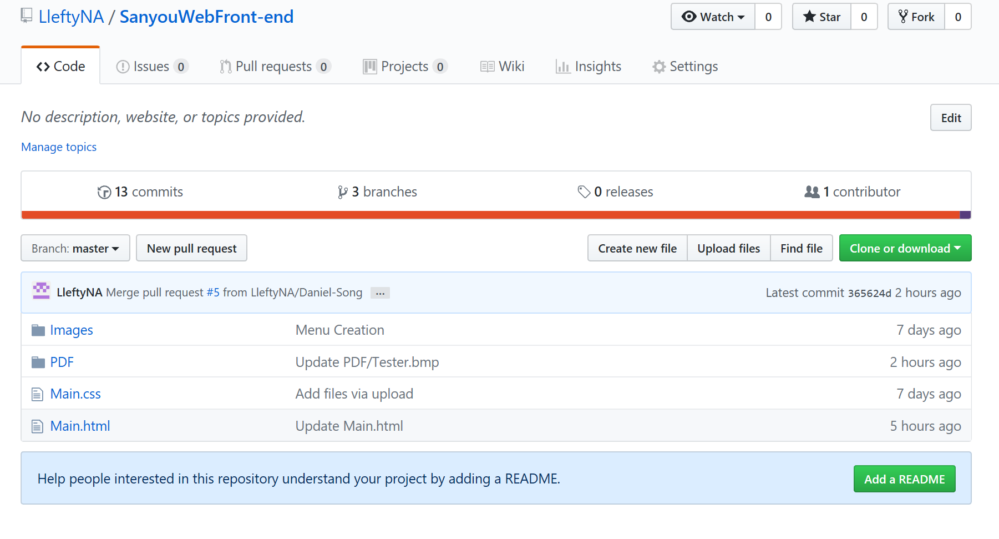 LleftyNA / SanyouWebFront-end
Watch 0 Star 0 Fork 0
Code Issues 0 Pull requests 0 Projects 0 Wiki Insights Settings
No description, website, or topics provided.
Edit
Manage topics
13 commits 3 branches 0 releases 1 contributor
Branch: master New pull request Create new file Upload files Find file Clone or download
LleftyNA Merge pull request #5 from LleftyNA/Daniel-Song ... Latest commit 365624d 2 hours ago
Images Menu Creation 7 days ago
PDF Update PDF/Tester.bmp 2 hours ago
Main.css Add files via upload 7 days ago
Main.html Update Main.html 5 hours ago
Help people interested in this repository understand your project by adding a README. Add a README